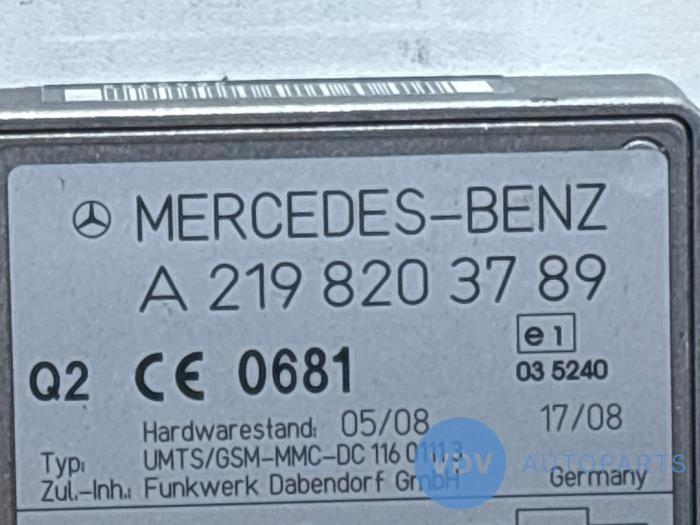 MERCEDES-BENZ
A 219 820 37 89
e1
Q2 CE 0681 03 5240
Hardwarestand: 05/08 17/08
Typ: UMTS/GSM-MMC-DC 116 0111.3
Zul.-Inh.: Funkwerk Dabendorf GmbH Germany
VPV AUTOPARTS